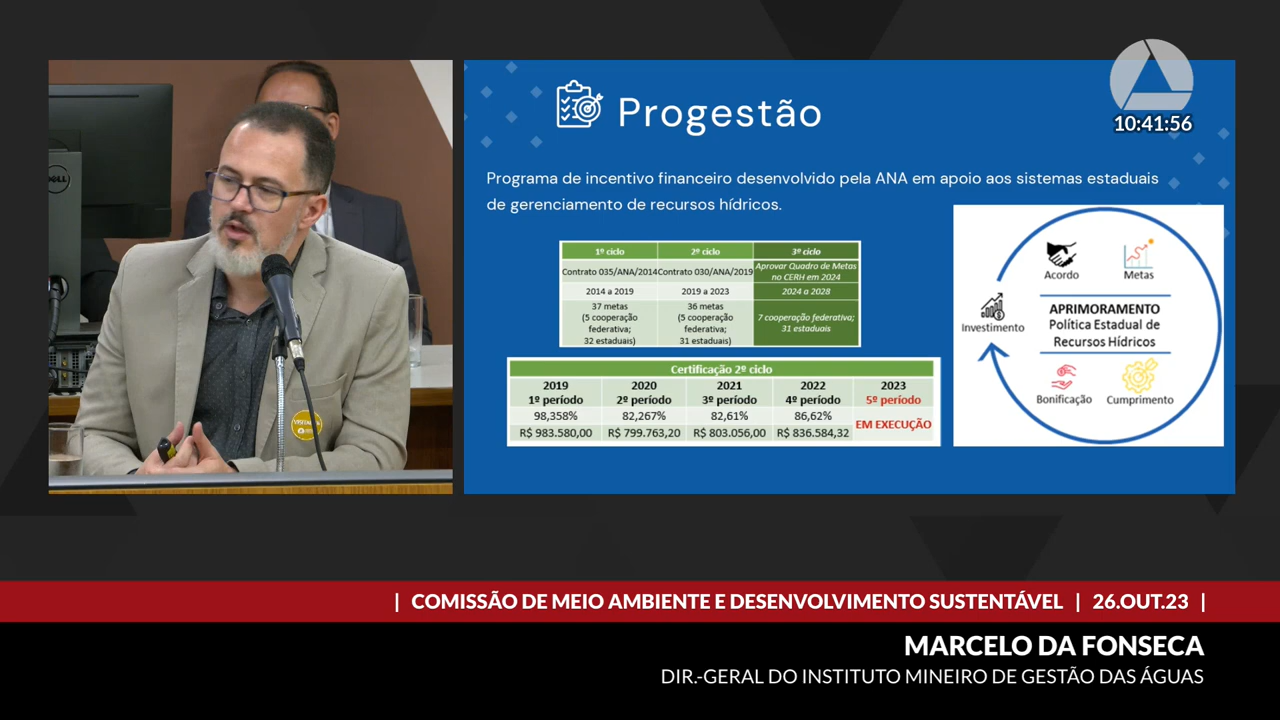 DELL
VISITANTE
Progestão
10:41:56
Programa de incentivo financeiro desenvolvido pela ANA em apoio aos sistemas estaduais
de gerenciamento de recursos hídricos.
1º ciclo 2º ciclo 3º ciclo
Contrato 035/ANA/2014 Contrato 030/ANA/2019 Aprovar Quadro de Metas
no CERH em 2024
2014 a 2019 2019 a 2023 2024 a 2028
37 metas 36 metas
(5 cooperação (5 cooperação 7 cooperação federativa;
federativa; federativa; 31 estaduais
32 estaduais) 31 estaduais)
Certificação 2º ciclo
2019 2020 2021 2022 2023
1º período 2º período 3º período 4º período 5º período
98,358% 82,267% 82,61% 86,62% EM EXECUÇÃO
R$ 983.580,00 R$ 799.763,20 R$ 803.056,00 R$ 836.584,32
Acordo Metas
Investimento
APRIMORAMENTO
Política Estadual de
Recursos Hídricos
Bonificação Cumprimento
| COMISSÃO DE MEIO AMBIENTE E DESENVOLVIMENTO SUSTENTÁVEL | 26.OUT.23 |
MARCELO DA FONSECA
DIR.-GERAL DO INSTITUTO MINEIRO DE GESTÃO DAS ÁGUAS